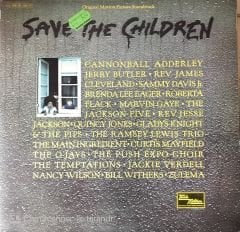 Original Motion Picture Soundtrack
SAVE THE CHILDREN
CANNONBALL ADDERLEY
JERRY BUTLER • REV. JAMES
CLEVELAND • SAMMY DAVIS Jr.
BRENDA LEE EAGER • ROBERTA
FLACK • MARVIN GAYE • THE
JACKSON FIVE • REV. JESSE
JACKSON • QUINCY JONES • GLADYS KNIGHT
& THE PIPS • THE RAMSEY LEWIS TRIO
THE MAIN INGREDIENT • CURTIS MAYFIELD
THE O'JAYS • THE PUSH EXPO-CHOIR
THE TEMPTATIONS • JACKIE VERDELL
NANCY WILSON • BILL WITHERS • ZULEMA